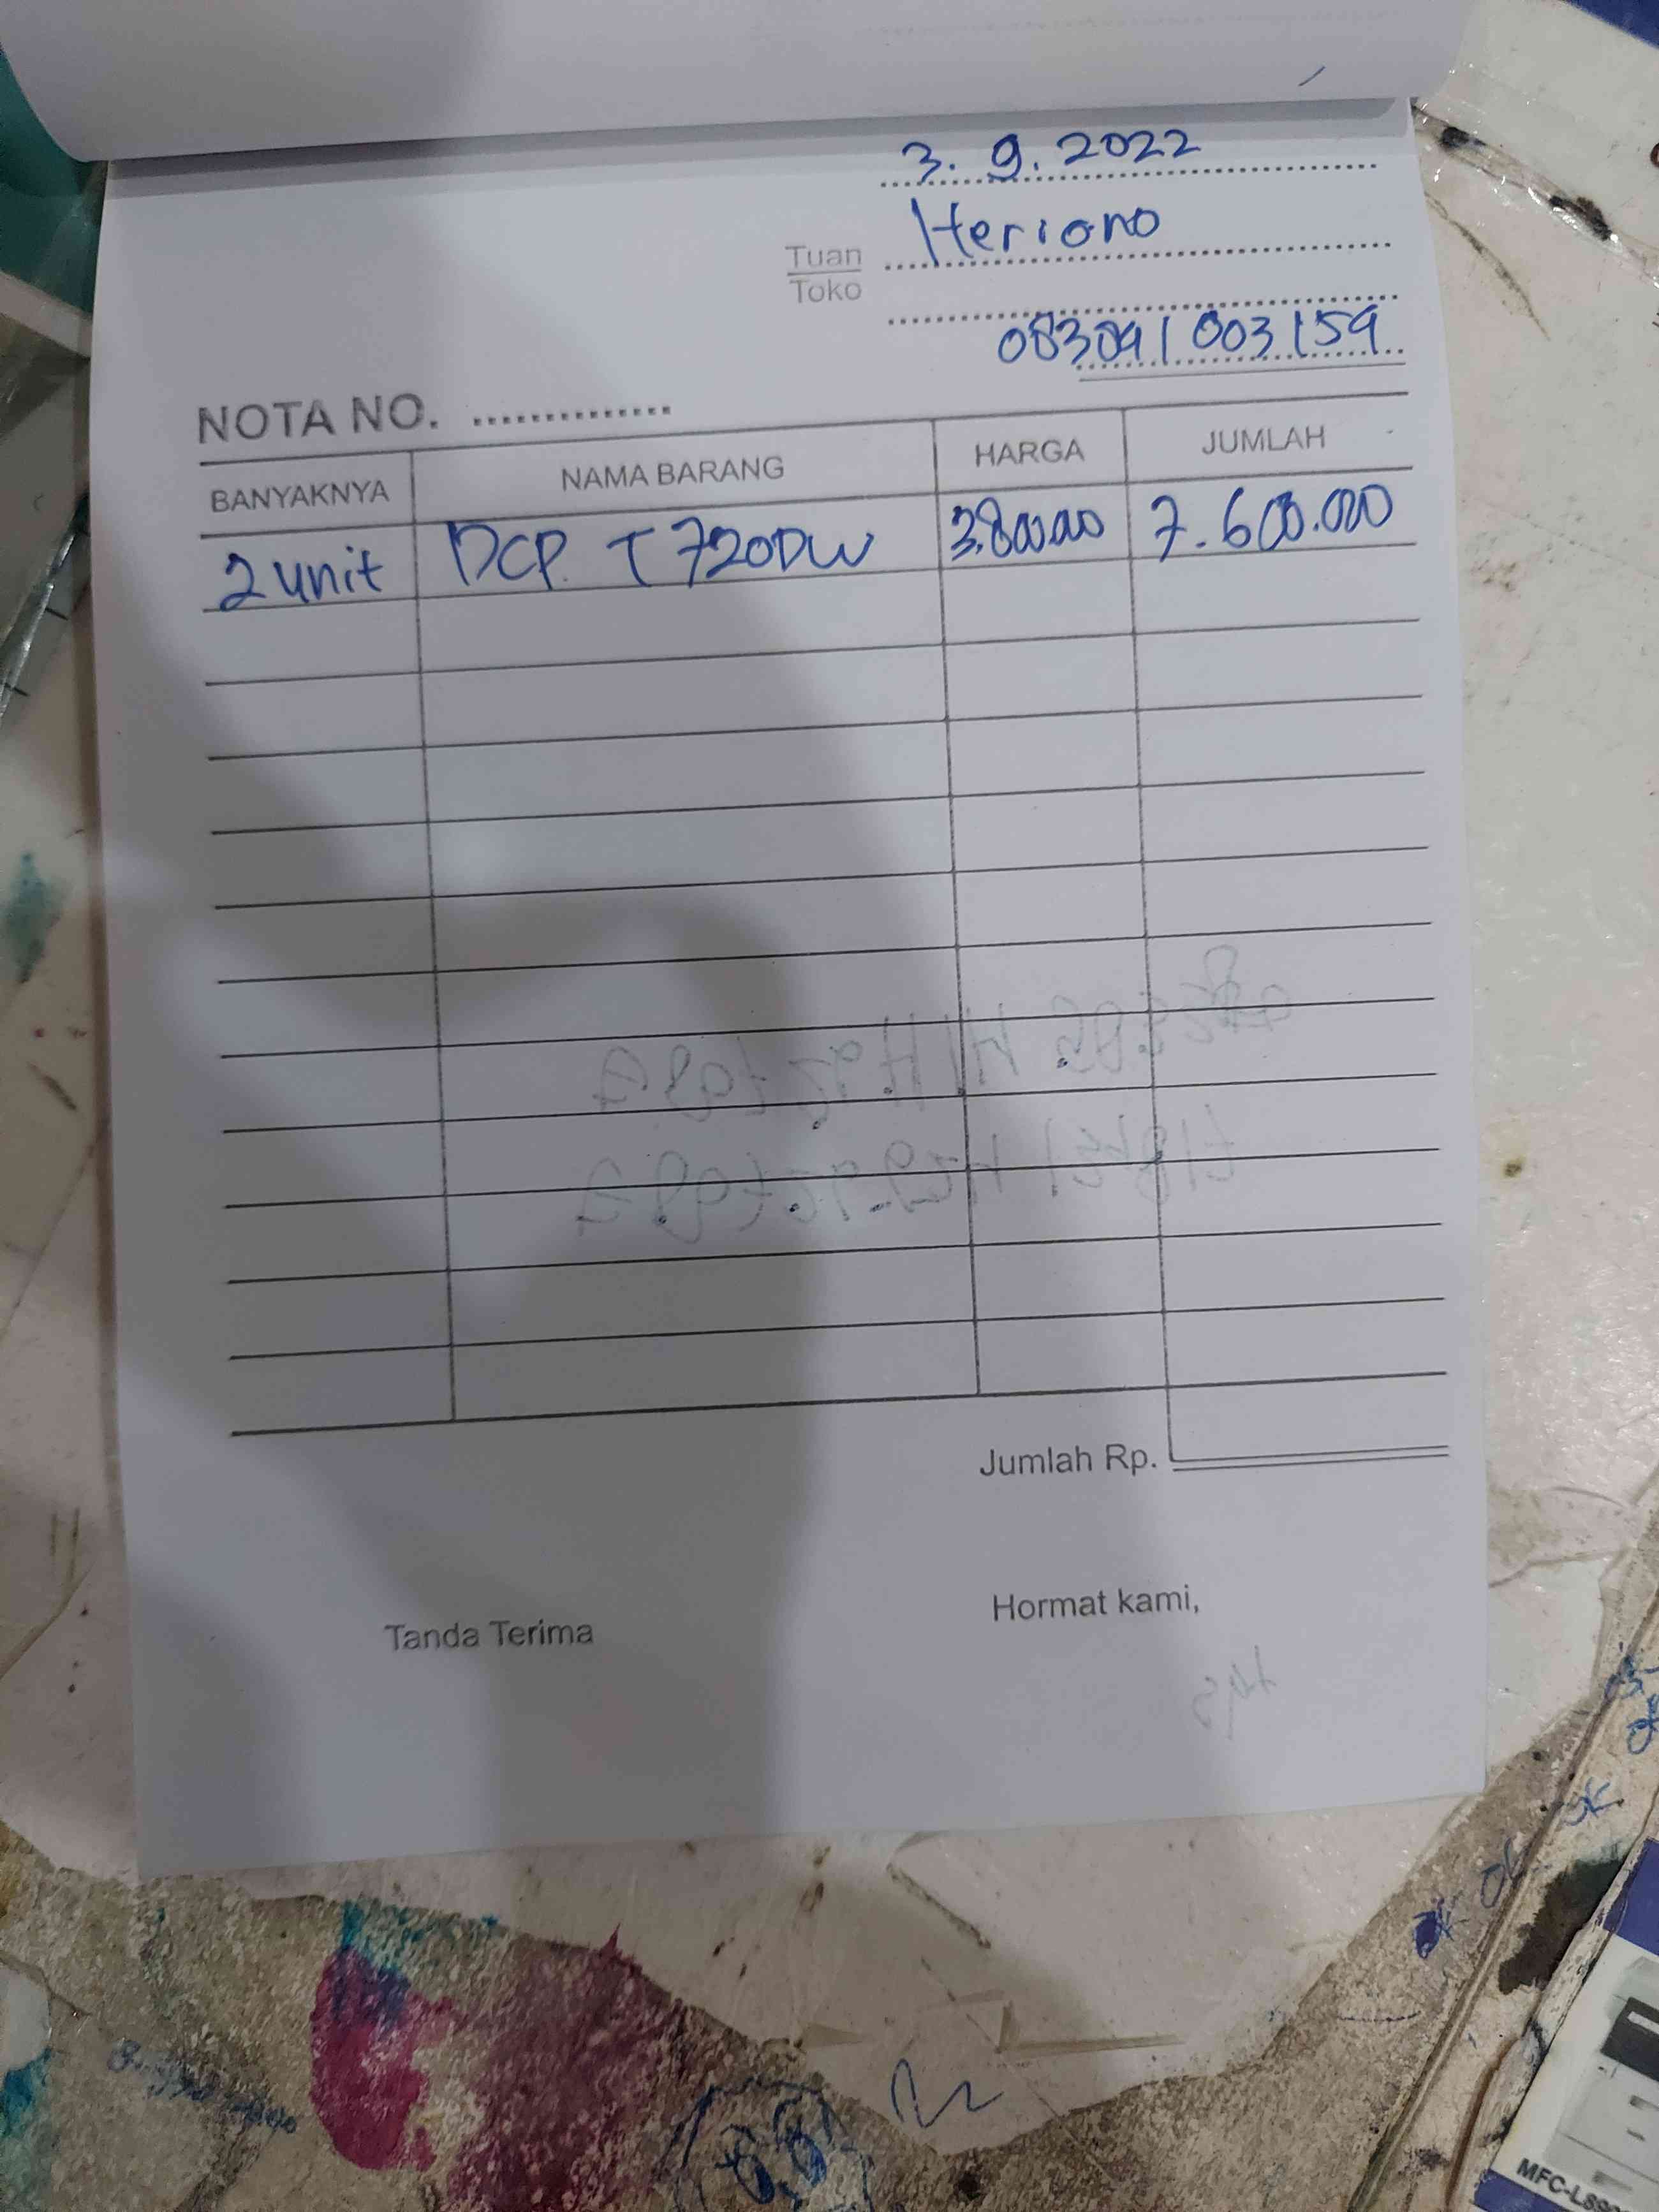 3. 9. 2022
Tuan Heriono
Toko
083091003159
NOTA NO. ..............
BANYAKNYA NAMA BARANG HARGA JUMLAH
2 unit DCP. T 720DW 3.800.000 7.600.000
Jumlah Rp.
Tanda Terima Hormat kami,